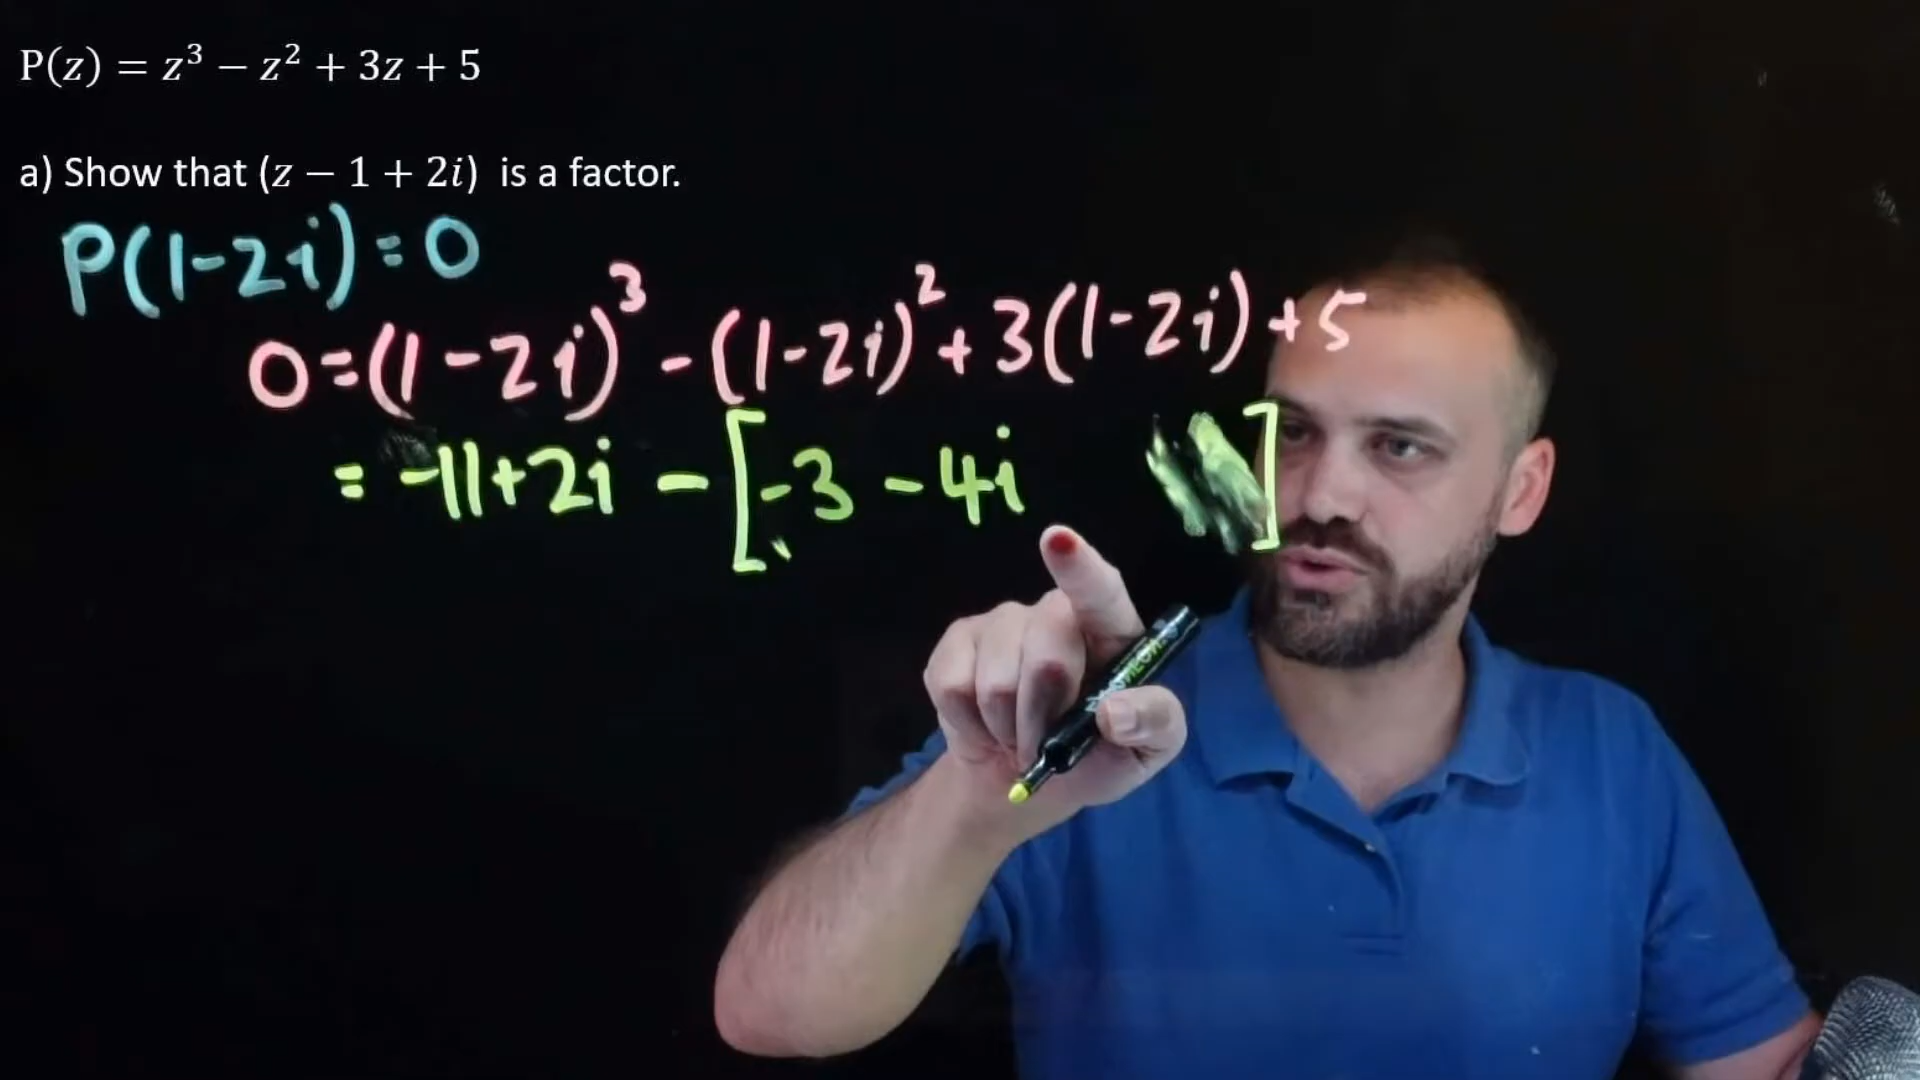 P(z) = z³ − z² + 3z + 5
a) Show that (z − 1 + 2i) is a factor.
P(1-2i)=0
0=(1-2i)³-(1-2i)²+3(1-2i)+5
= -11+2i - [-3 - 4i ]